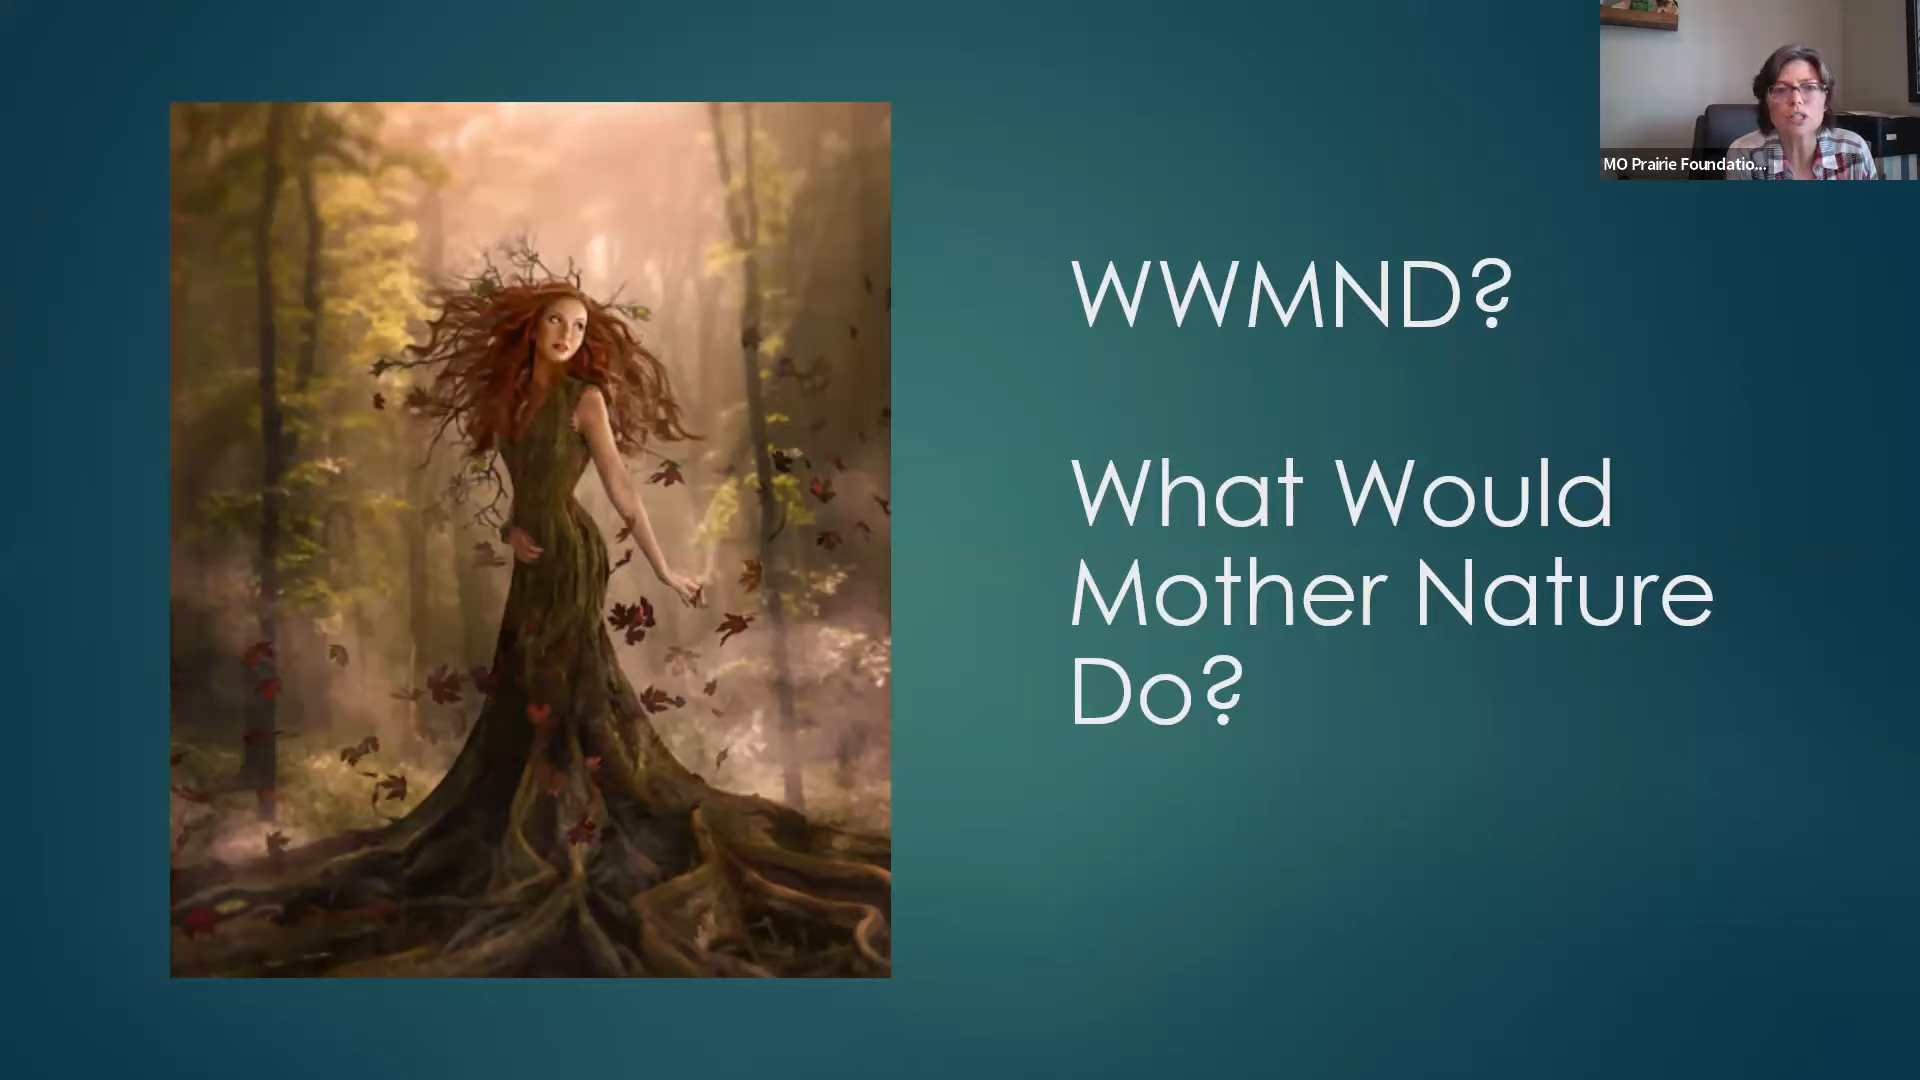 MO Prairie Foundatio...
WWMND?
What Would
Mother Nature
Do?